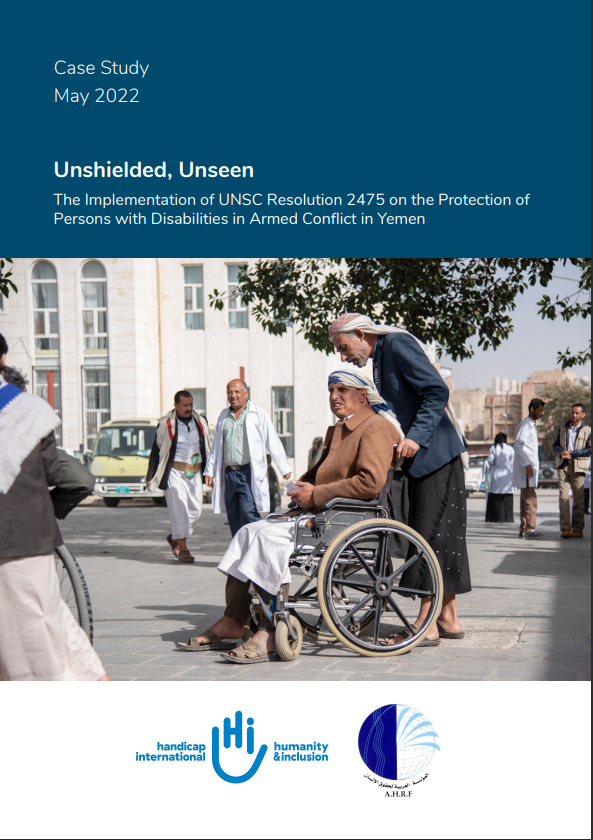 Case Study
May 2022
Unshielded, Unseen
The Implementation of UNSC Resolution 2475 on the Protection of
Persons with Disabilities in Armed Conflict in Yemen
handicap
international
Hi
humanity
&inclusion
المؤسسة العربية لحقوق الإنسان
A.H.R.F